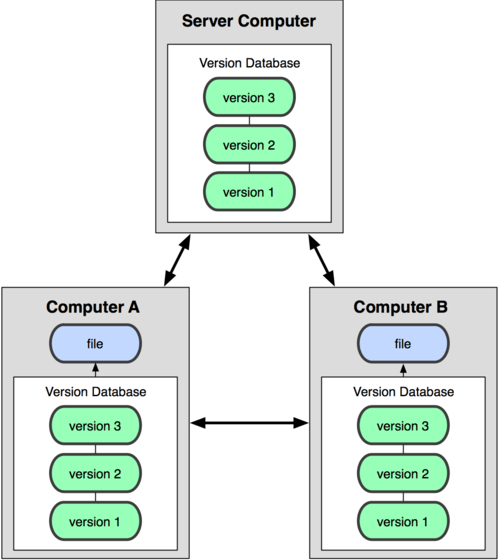 Server Computer
Version Database
version 3
version 2
version 1
Computer A
file
Version Database
version 3
version 2
version 1
Computer B
file
Version Database
version 3
version 2
version 1